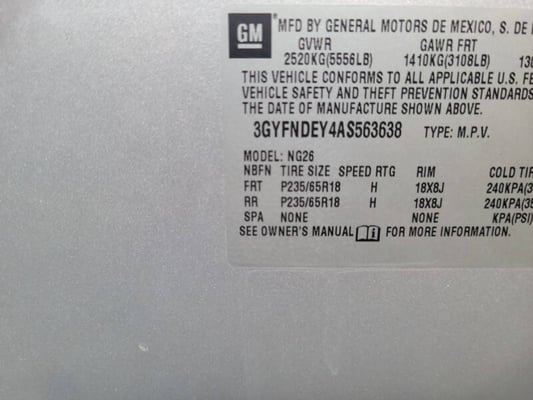 GM
MFD BY GENERAL MOTORS DE MEXICO, S. DE
GVWR GAWR FRT
2520KG(5556LB) 1410KG(3108LB) 130
THIS VEHICLE CONFORMS TO ALL APPLICABLE U.S. FE
VEHICLE SAFETY AND THEFT PREVENTION STANDARDS
THE DATE OF MANUFACTURE SHOWN ABOVE.
3GYFNDEY4AS563638 TYPE: M.P.V.
MODEL: NG26
NBFN TIRE SIZE SPEED RTG RIM COLD TIR
FRT P235/65R18 H 18X8J 240KPA(35
RR P235/65R18 H 18X8J 240KPA(35
SPA NONE NONE KPA(PSI)
SEE OWNER'S MANUAL FOR MORE INFORMATION.